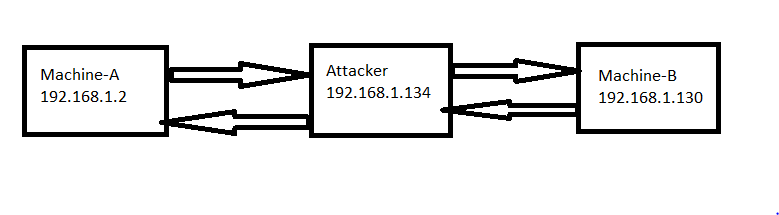 Machine-A
192.168.1.2
Attacker
192.168.1.134
Machine-B
192.168.1.130
.